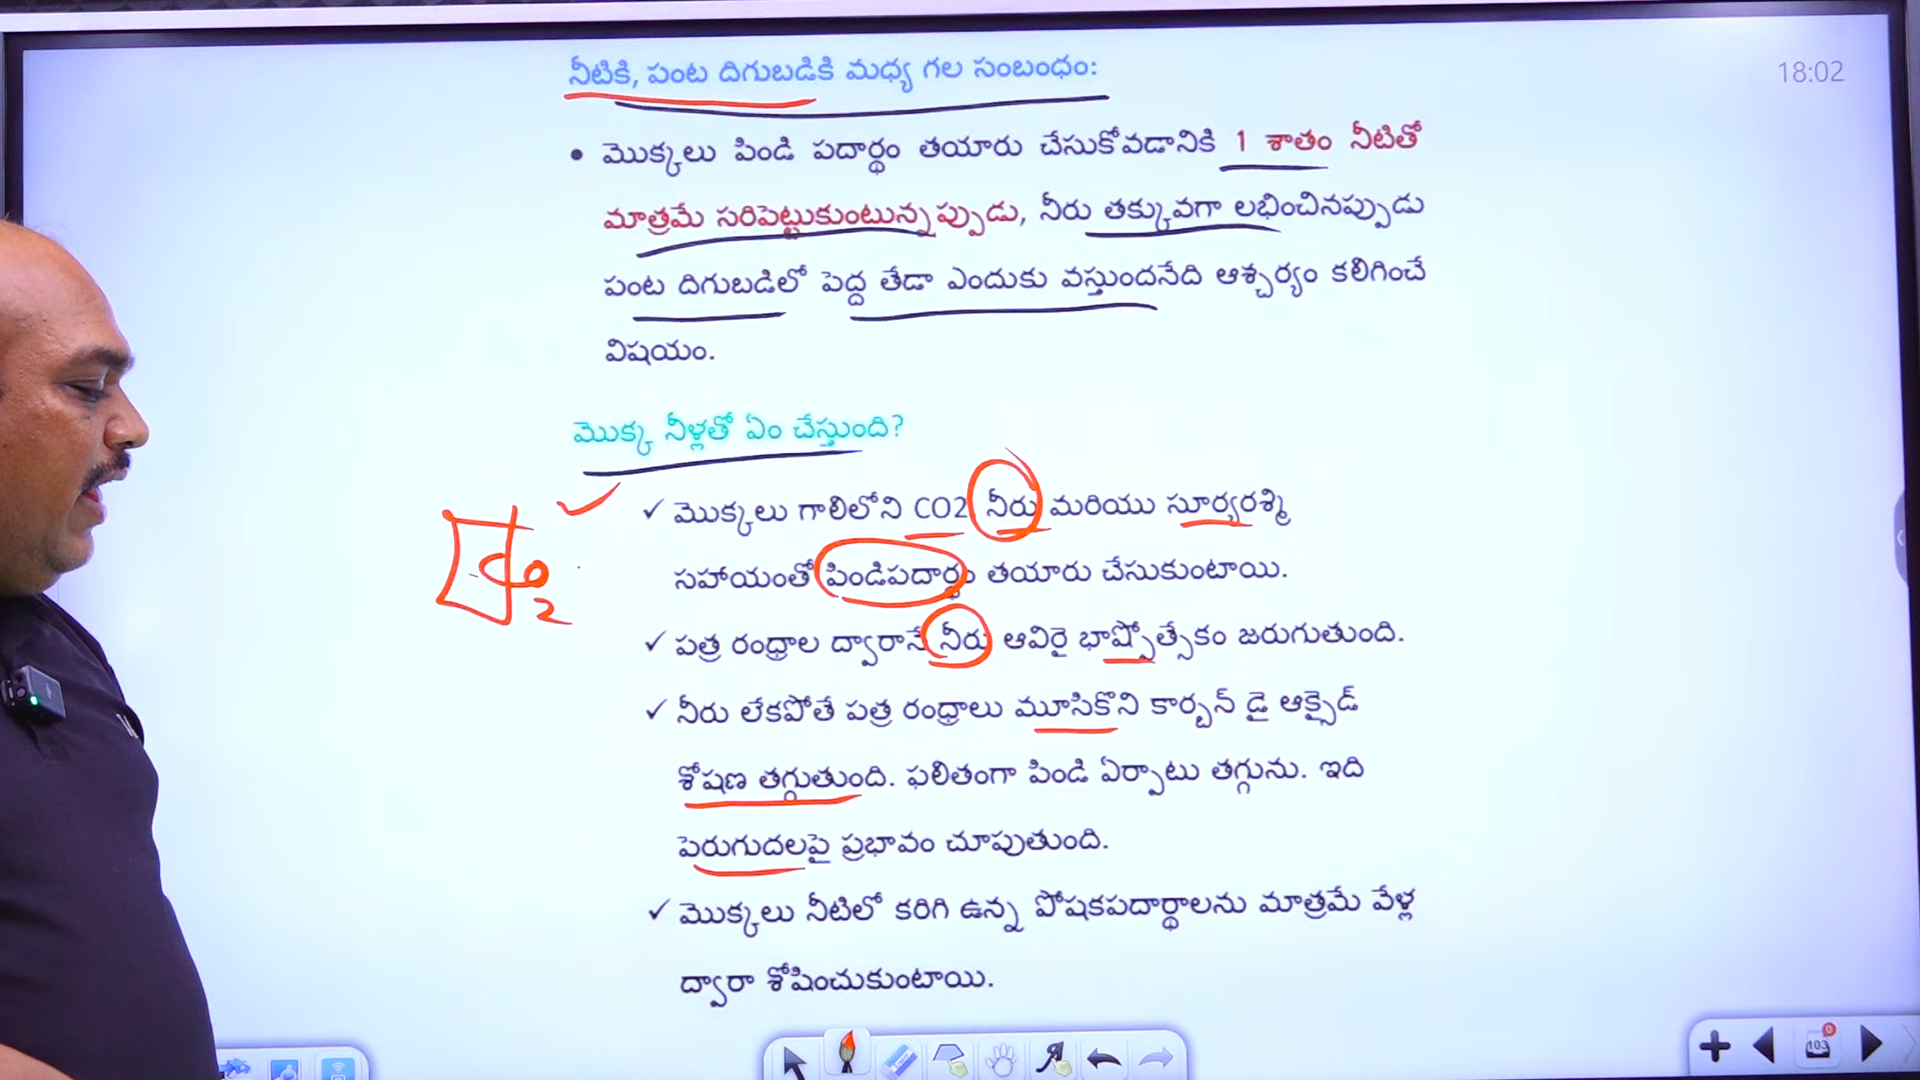 18:02
నీటికి, పంట దిగుబడికి మధ్య గల సంబంధం:
• మొక్కలు పిండి పదార్థం తయారు చేసుకోవడానికి 1 శాతం నీటితో
మాత్రమే సరిపెట్టుకుంటున్నప్పుడు, నీరు తక్కువగా లభించినప్పుడు
పంట దిగుబడిలో పెద్ద తేడా ఎందుకు వస్తుందనేది ఆశ్చర్యం కలిగించే
విషయం.
మొక్క నీళ్లతో ఏం చేస్తుంది?
✓ మొక్కలు గాలిలోని CO2 నీరు మరియు సూర్యరశ్మి
సహాయంతో పిండిపదార్థం తయారు చేసుకుంటాయి.
✓ పత్ర రంధ్రాల ద్వారానే నీరు ఆవిరై భాష్పోత్సేకం జరుగుతుంది.
✓ నీరు లేకపోతే పత్ర రంధ్రాలు మూసికొని కార్బన్ డై ఆక్సైడ్
శోషణ తగ్గుతుంది. ఫలితంగా పిండి ఏర్పాటు తగ్గును. ఇది
పెరుగుదలపై ప్రభావం చూపుతుంది.
✓ మొక్కలు నీటిలో కరిగి ఉన్న పోషకపదార్థాలను మాత్రమే వేళ్ల
ద్వారా శోషించుకుంటాయి.
103